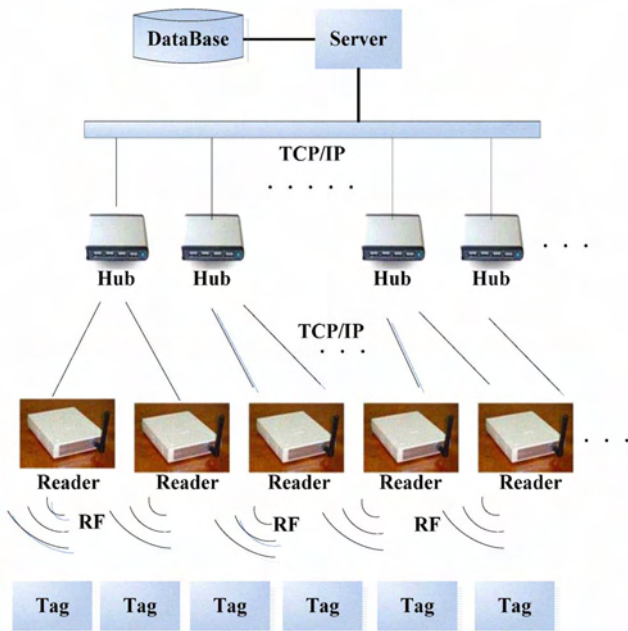 DataBase
Server
TCP/IP
. . . . .
Hub
Hub
Hub
Hub
. . .
TCP/IP
. . .
. . .
Reader
Reader
Reader
Reader
Reader
RF
RF
RF
Tag
Tag
Tag
Tag
Tag
Tag